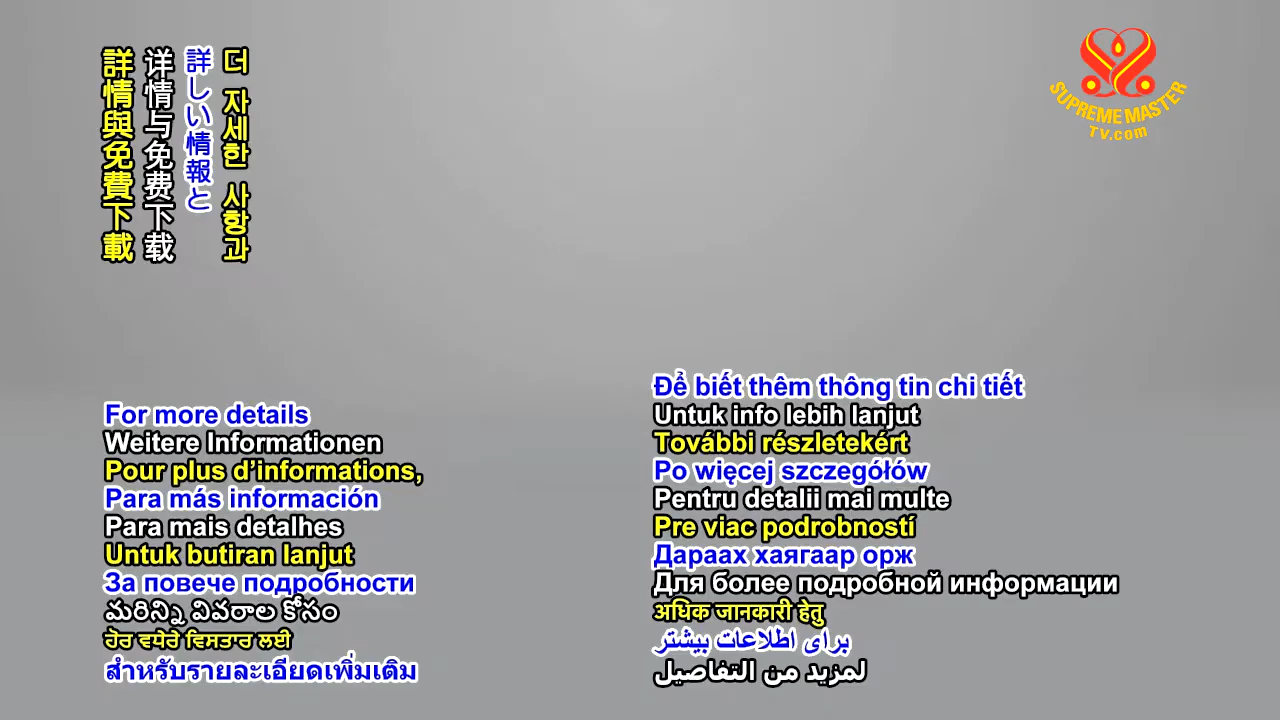 詳情與免費下載
详情与免费下载
詳しい情報と
더 자세한 사항과
SUPREME MASTER
TV.com
For more details
Weitere Informationen
Pour plus d’informations,
Para más información
Para mais detalhes
Untuk butiran lanjut
За повече подробности
మరిన్ని వివరాల కోసం
ਹੋਰ ਵਧੇਰੇ ਵਿਸਤਾਰ ਲਈ
สำหรับรายละเอียดเพิ่มเติม
Để biết thêm thông tin chi tiết
Untuk info lebih lanjut
További részletekért
Po więcej szczegółów
Pentru detalii mai multe
Pre viac podrobností
Дараах хаягаар орж
Для более подробной информации
अधिक जानकारी हेतु
برای اطلاعات بیشتر
لمزيد من التفاصيل